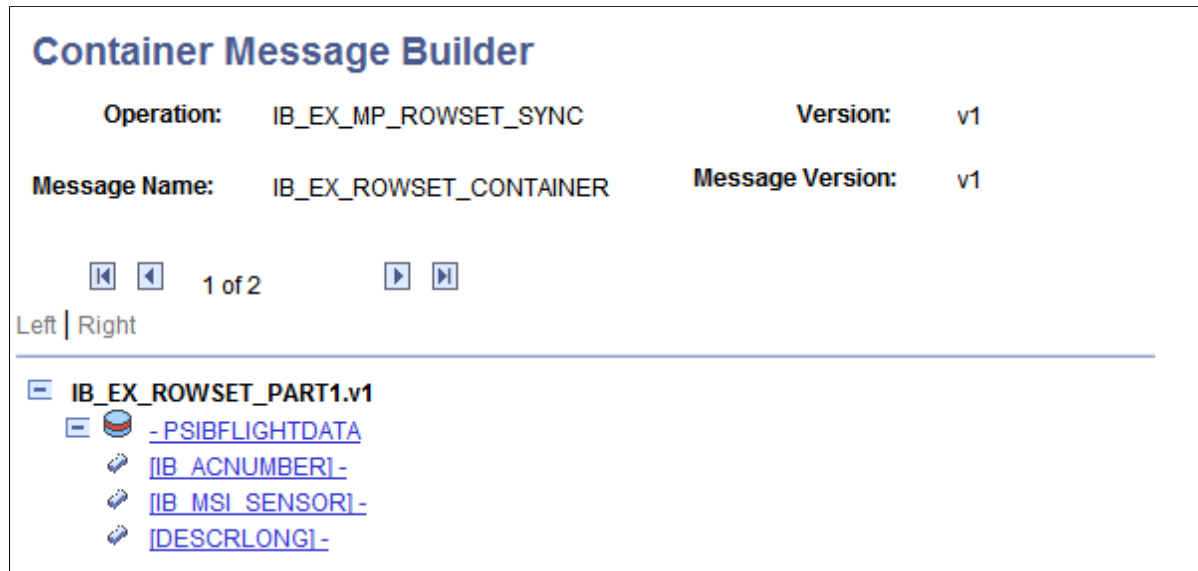 Container Message Builder
Operation: IB_EX_MP_ROWSET_SYNC Version: v1
Message Name: IB_EX_ROWSET_CONTAINER Message Version: v1
1 of 2
Left | Right
IB_EX_ROWSET_PART1.v1
- PSIBFLIGHTDATA
[IB_ACNUMBER] -
[IB_MSI_SENSOR] -
[DESCRLONG] -